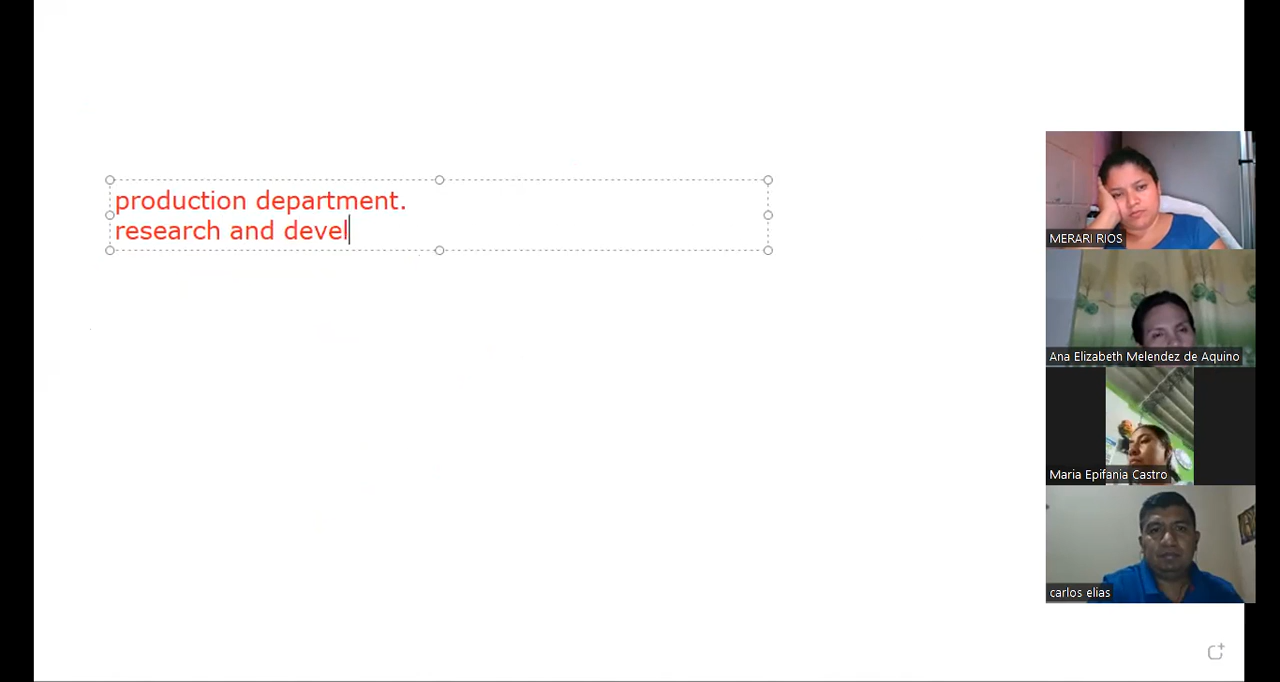 production department.
research and devel
MERARI RIOS
Ana Elizabeth Melendez de Aquino
Maria Epifania Castro
carlos elias